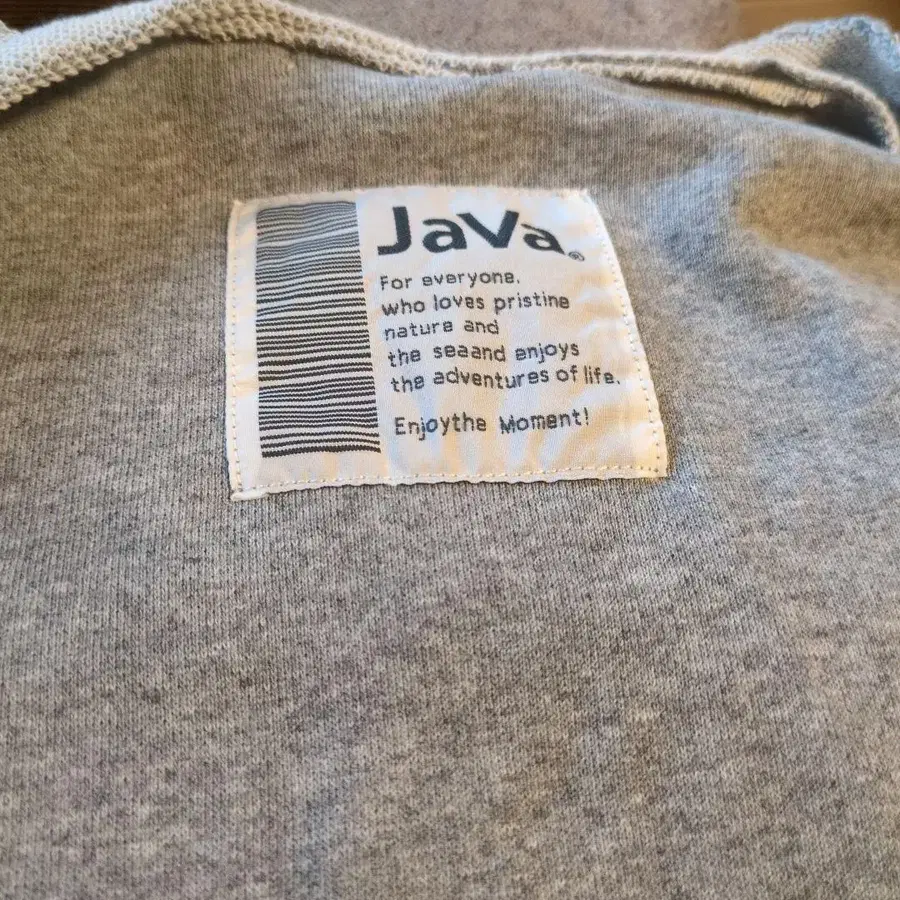 JaVa®
For everyone.
who loves pristine
nature and
the seaand enjoys
the adventures of life.
Enjoythe Moment!